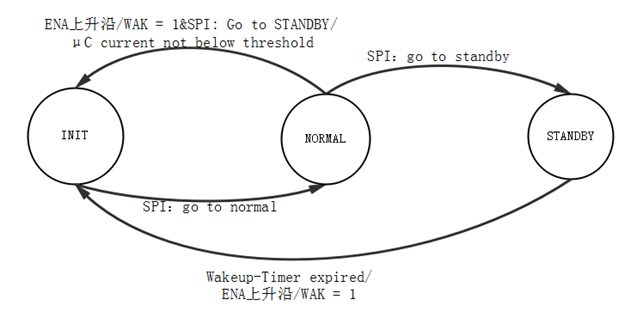 ENA上升沿/WAK = 1&SPI: Go to STANDBY/
μC current not below threshold
SPI: go to standby
INIT
NORMAL
STANDBY
SPI: go to normal
Wakeup-Timer expired/
ENA上升沿/WAK = 1